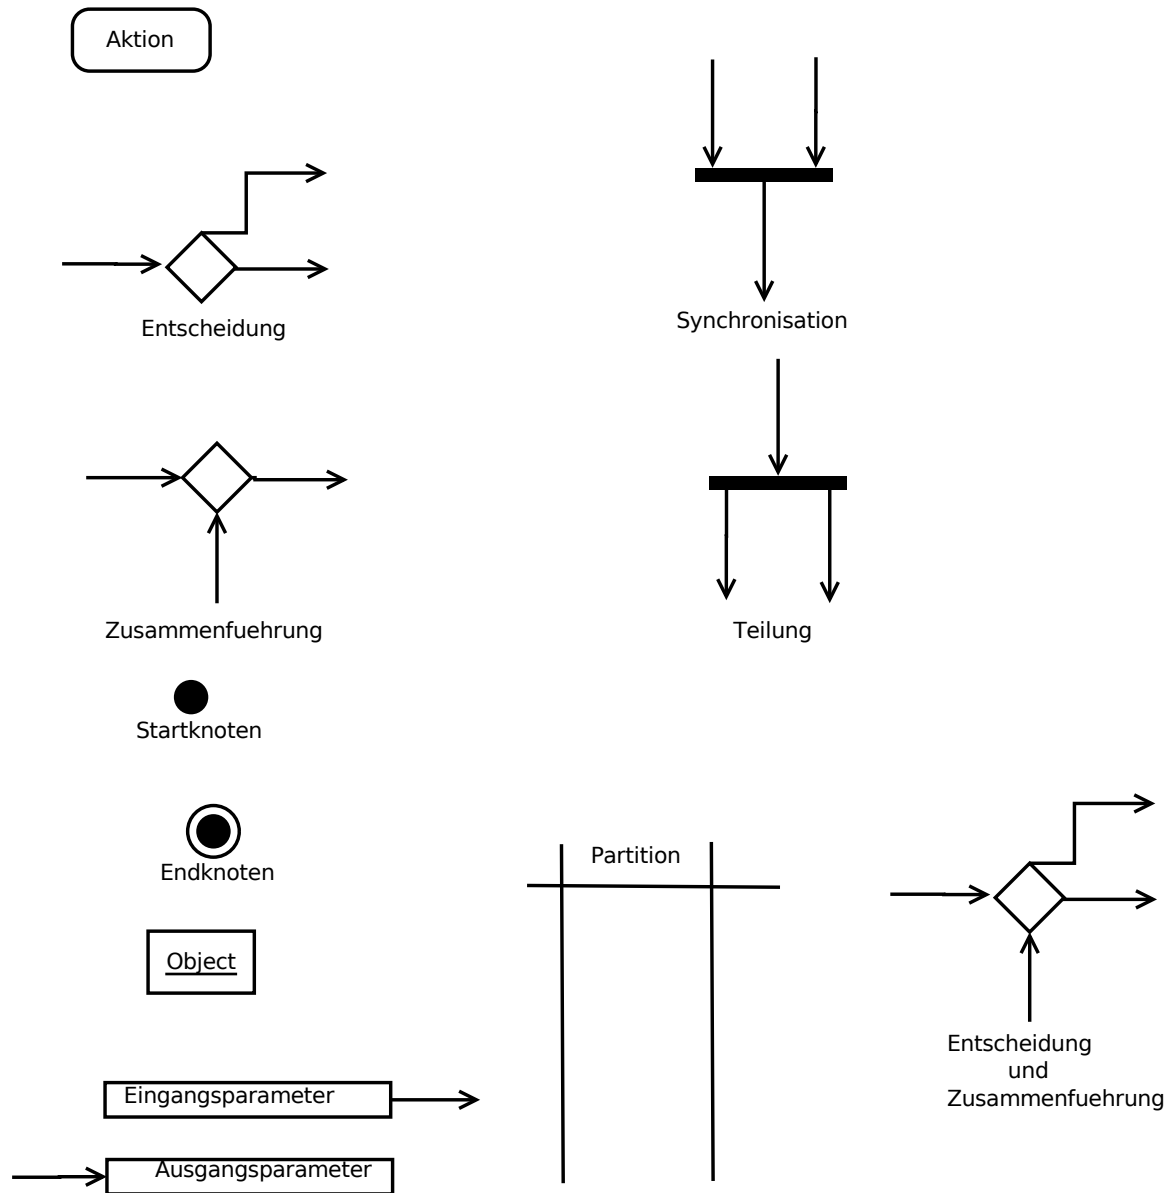 Aktion
Entscheidung
Synchronisation
Zusammenfuehrung
Teilung
Startknoten
Endknoten
Partition
Object
Entscheidung
und
Zusammenfuehrung
Eingangsparameter
Ausgangsparameter